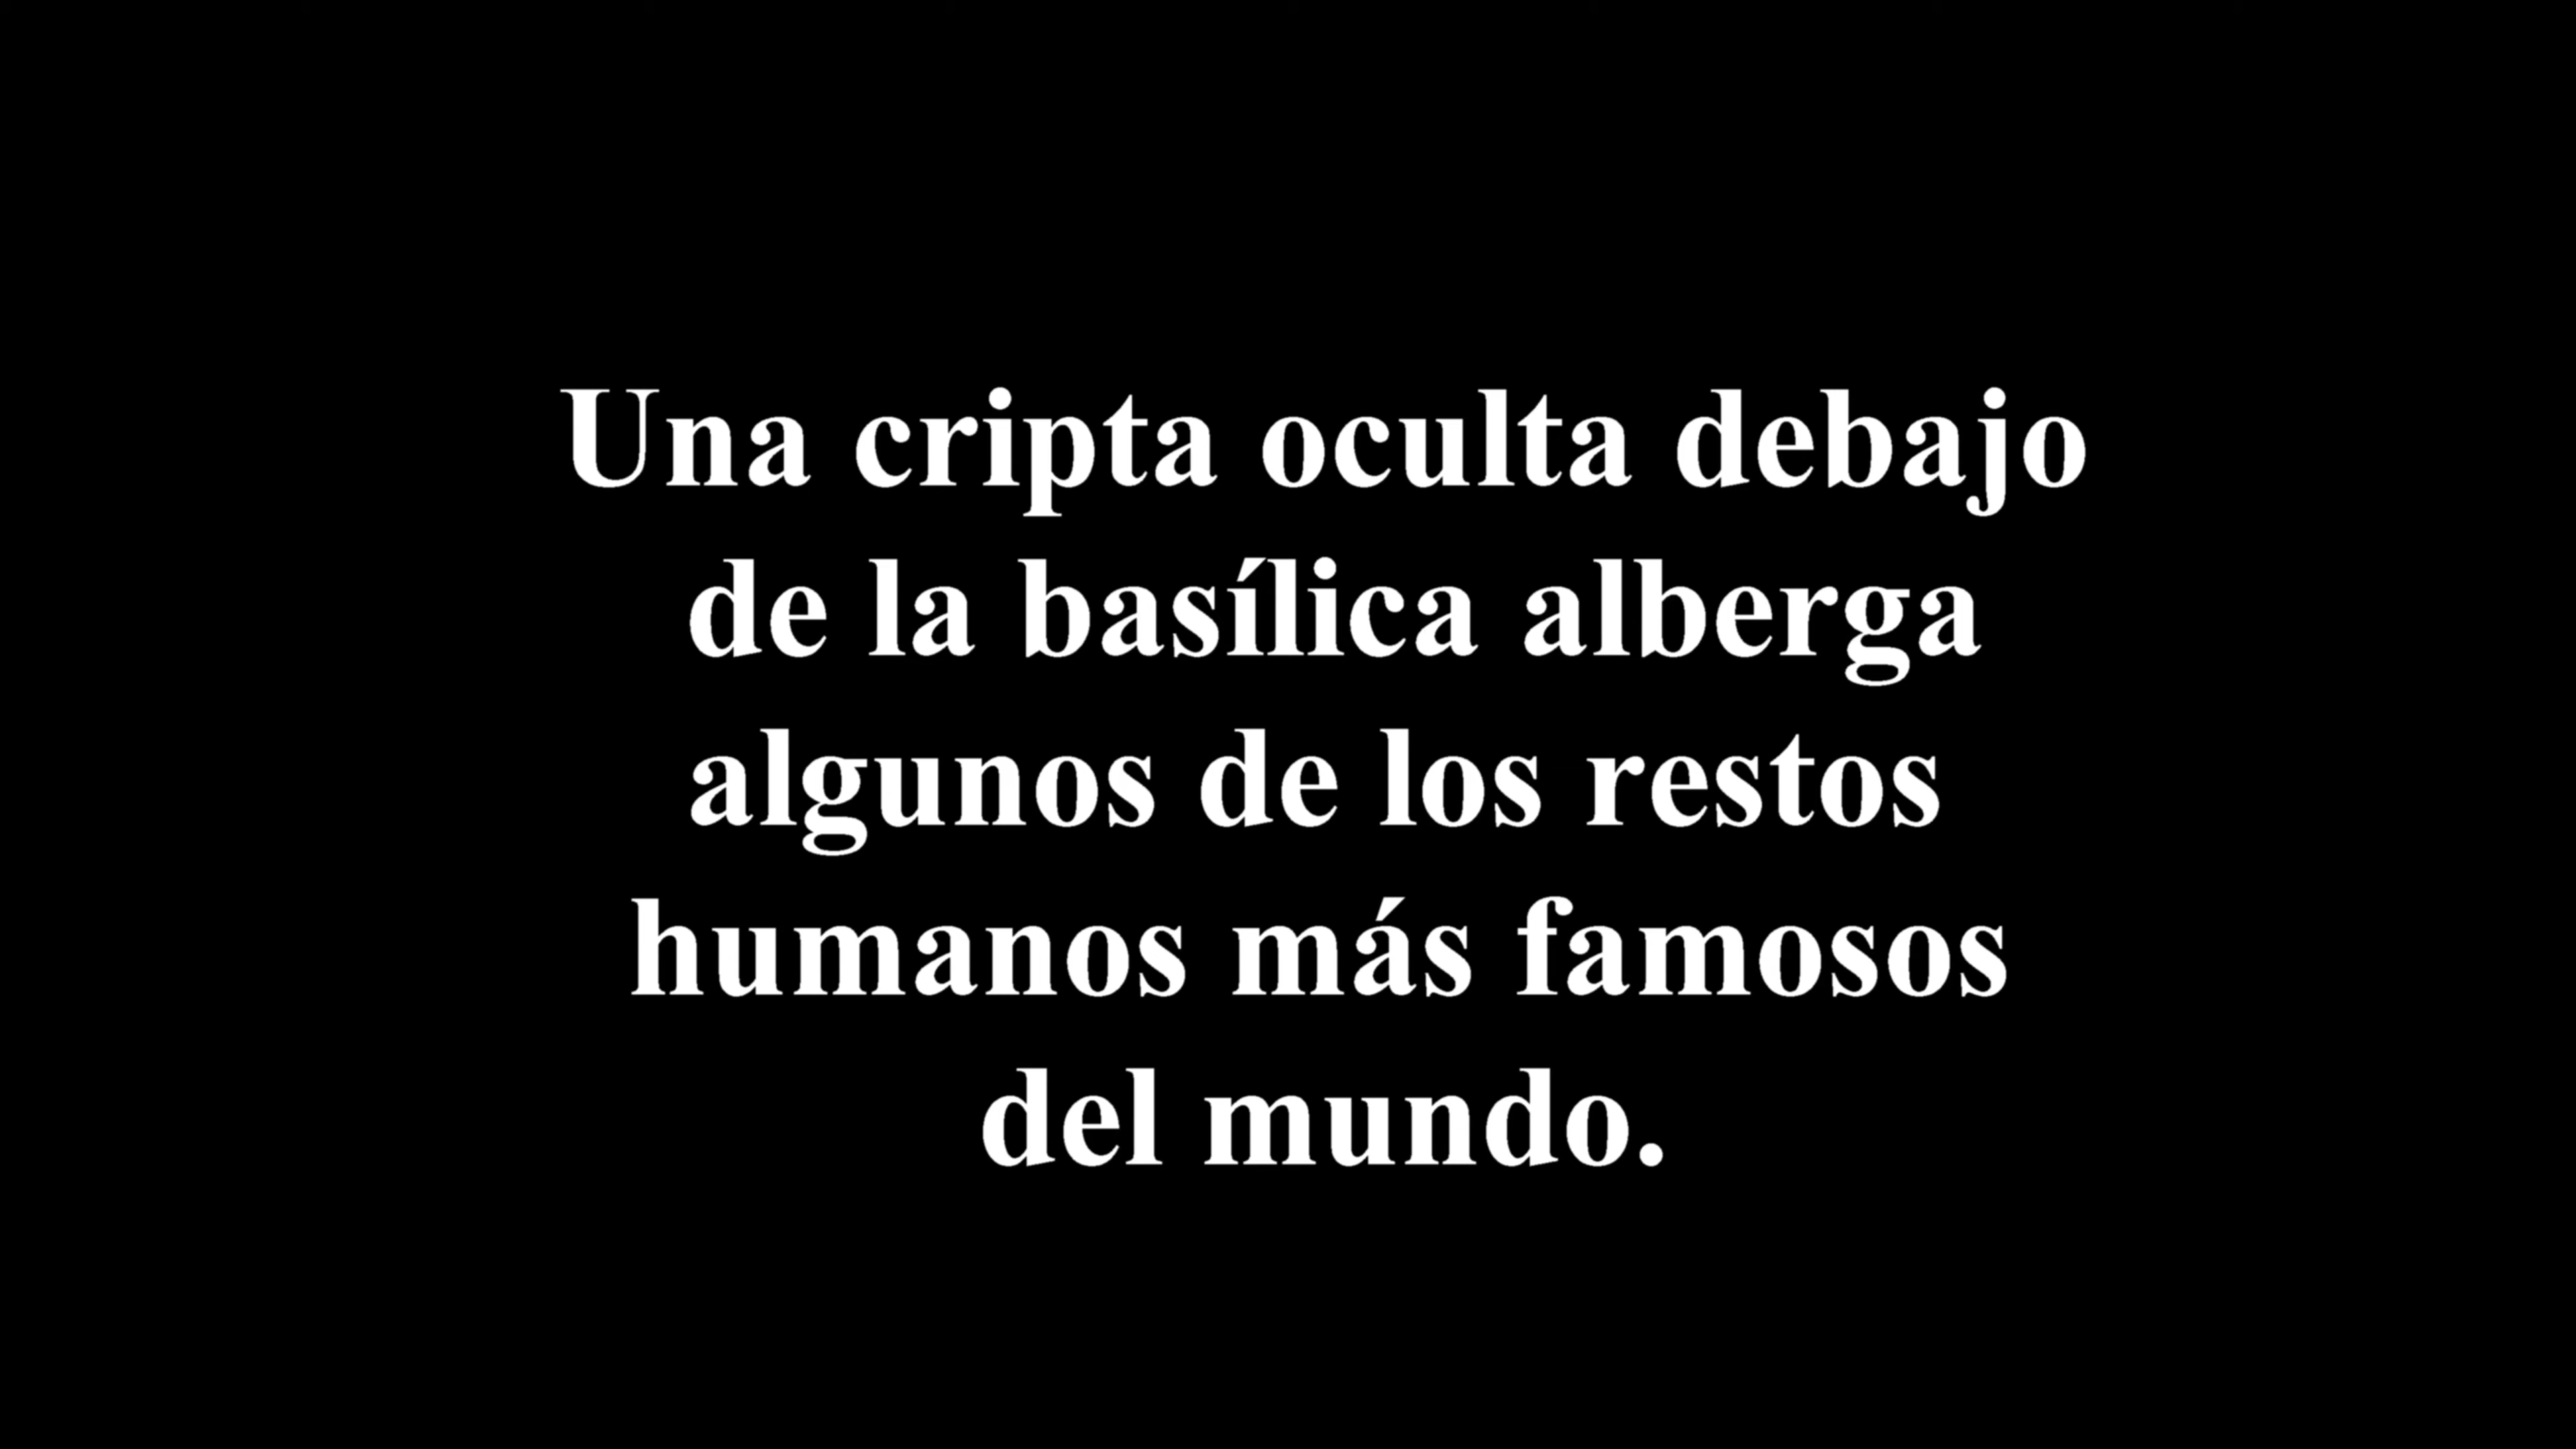 Una cripta oculta debajo
de la basílica alberga
algunos de los restos
humanos más famosos
del mundo.